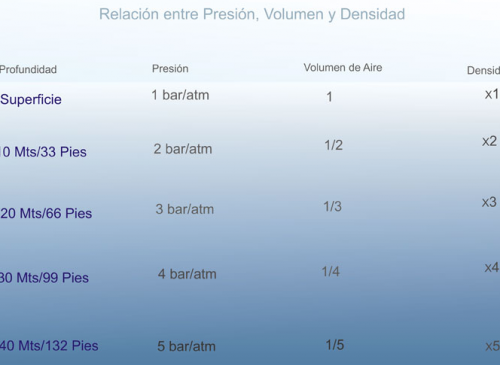 Relación entre Presión, Volumen y Densidad
Profundidad Presión Volumen de Aire Densid
Superficie 1 bar/atm 1 x1
10 Mts/33 Pies 2 bar/atm 1/2 x2
20 Mts/66 Pies 3 bar/atm 1/3 x3
30 Mts/99 Pies 4 bar/atm 1/4 x4
40 Mts/132 Pies 5 bar/atm 1/5 x5